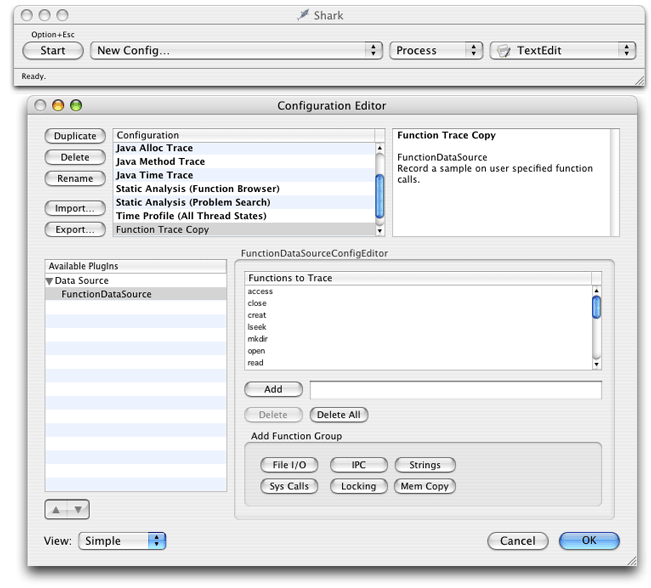 Shark
Option+Esc
Start
New Config...
Process
TextEdit
Ready.
Configuration Editor
Duplicate
Delete
Rename
Import...
Export...
Configuration
Java Alloc Trace
Java Method Trace
Java Time Trace
Static Analysis (Function Browser)
Static Analysis (Problem Search)
Time Profile (All Thread States)
Function Trace Copy
Function Trace Copy
FunctionDataSource
Record a sample on user specified function
calls.
Available PlugIns
Data Source
FunctionDataSource
FunctionDataSourceConfigEditor
Functions to Trace
access
close
creat
lseek
mkdir
open
read
Add
Delete
Delete All
Add Function Group
File I/O
IPC
Strings
Sys Calls
Locking
Mem Copy
View:
Simple
Cancel
OK